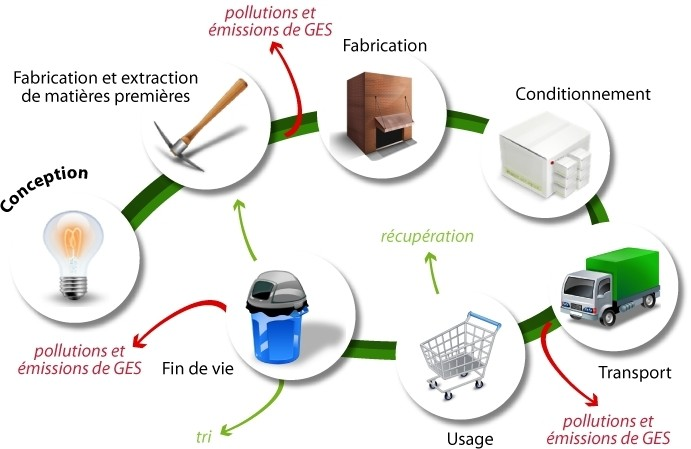 pollutions et
émissions de GES
Fabrication
Fabrication et extraction
de matières premières
Conditionnement
Conception
récupération
pollutions et
émissions de GES
Fin de vie
Transport
pollutions et
émissions de GES
tri
Usage